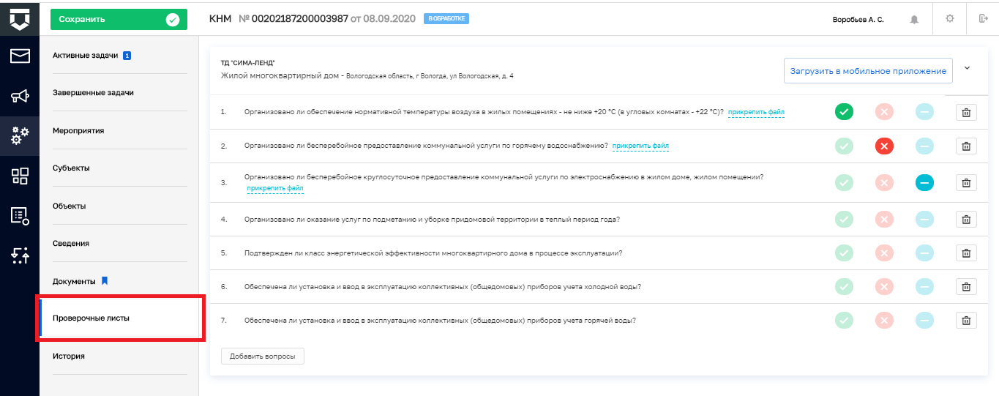 Сохранить
КНМ № 00202187200003987 от 08.09.2020 В ОБРАБОТКЕ
Воробьев А. С.
Активные задачи 1
Завершенные задачи
Мероприятия
Субъекты
Объекты
Сведения
Документы
Проверочные листы
История
ТД "СИМА-ЛЕНД"
Жилой многоквартирный дом - Вологодская область, г Вологда, ул Вологодская, д. 4
Загрузить в мобильное приложение
1. Организовано ли обеспечение нормативной температуры воздуха в жилых помещениях - не ниже +20 °С (в угловых комнатах - +22 °С)? прикрепить файл
2. Организовано ли бесперебойное предоставление коммунальной услуги по горячему водоснабжению? прикрепить файл
3. Организовано ли бесперебойное круглосуточное предоставление коммунальной услуги по электроснабжению в жилом доме, жилом помещении?
прикрепить файл
4. Организовано ли оказание услуг по подметанию и уборке придомовой территории в теплый период года?
5. Подтвержден ли класс энергетической эффективности многоквартирного дома в процессе эксплуатации?
6. Обеспечена ли установка и ввод в эксплуатацию коллективных (общедомовых) приборов учета холодной воды?
7. Обеспечена ли установка и ввод в эксплуатацию коллективных (общедомовых) приборов учета горячей воды?
Добавить вопросы